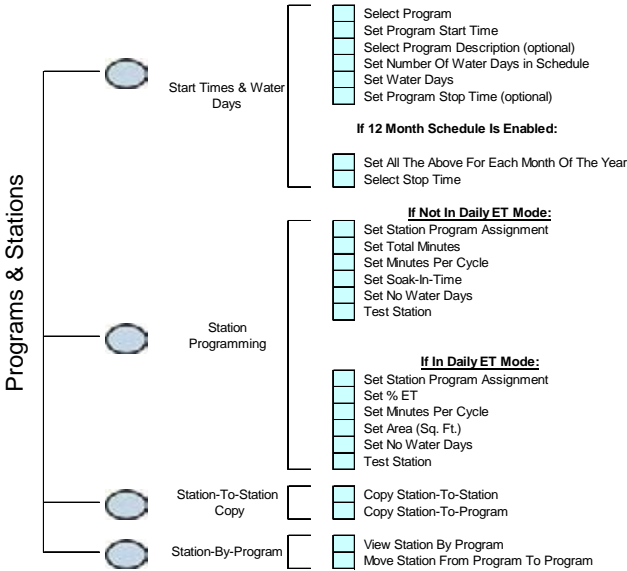 Programs & Stations
Start Times & Water
Days
Select Program
Set Program Start Time
Select Program Description (optional)
Set Number Of Water Days in Schedule
Set Water Days
Set Program Stop Time (optional)
If 12 Month Schedule Is Enabled:
Set All The Above For Each Month Of The Year
Select Stop Time
Station
Programming
If Not In Daily ET Mode:
Set Station Program Assignment
Set Total Minutes
Set Minutes Per Cycle
Set Soak-In-Time
Set No Water Days
Test Station
If In Daily ET Mode:
Set Station Program Assignment
Set % ET
Set Minutes Per Cycle
Set Area (Sq. Ft.)
Set No Water Days
Test Station
Station-To-Station
Copy
Copy Station-To-Station
Copy Station-To-Program
Station-By-Program
View Station By Program
Move Station From Program To Program